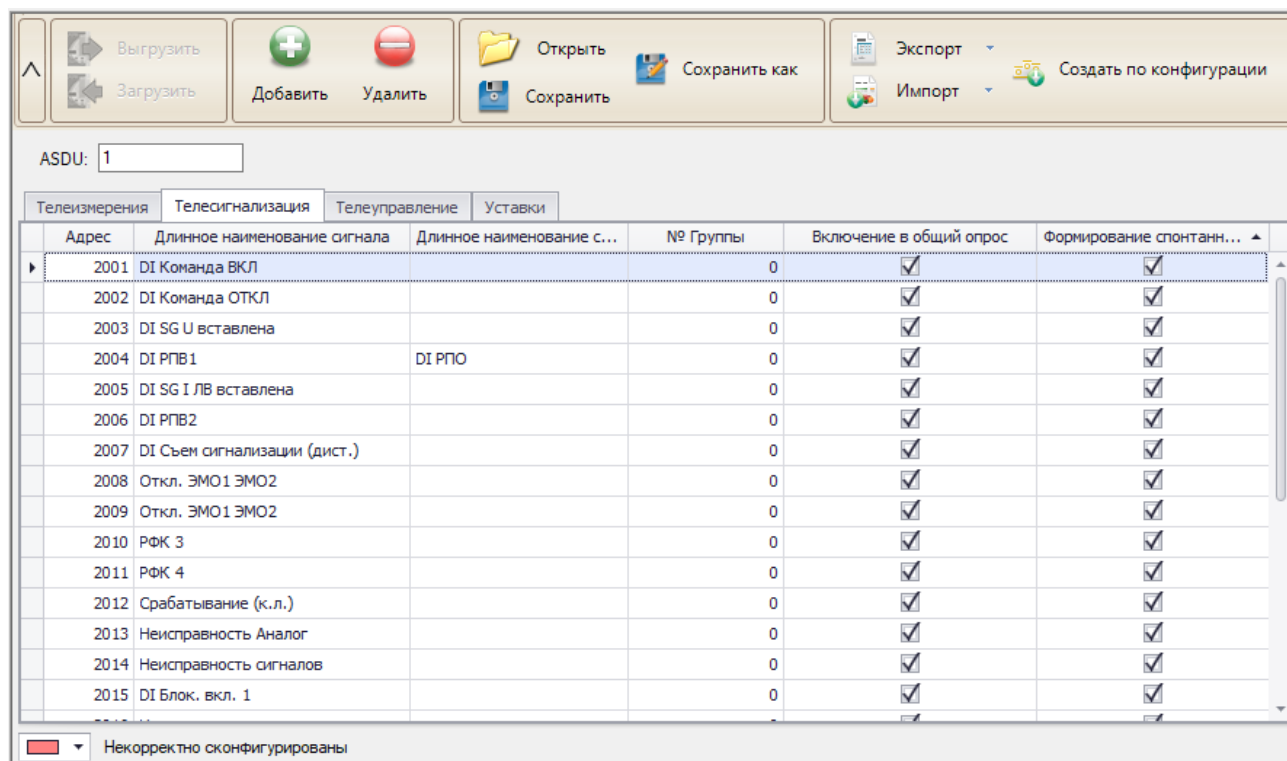 Выгрузить
Загрузить
Добавить Удалить
Открыть
Сохранить
Сохранить как
Экспорт
Импорт
Создать по конфигурации
ASDU: 1
Телеизмерения Телесигнализация Телеуправление Уставки
Адрес Длинное наименование сигнала Длинное наименование с... № Группы Включение в общий опрос Формирование спонтанн...
2001 DI Команда ВКЛ 0
2002 DI Команда ОТКЛ 0
2003 DI SG U вставлена 0
2004 DI РПВ1 DI РПО 0
2005 DI SG I ЛВ вставлена 0
2006 DI РПВ2 0
2007 DI Съем сигнализации (дист.) 0
2008 Откл. ЭМО1 ЭМО2 0
2009 Откл. ЭМО1 ЭМО2 0
2010 РФК 3 0
2011 РФК 4 0
2012 Срабатывание (к.л.) 0
2013 Неисправность Аналог 0
2014 Неисправность сигналов 0
2015 DI Блок. вкл. 1 0
Некорректно сконфигурированы